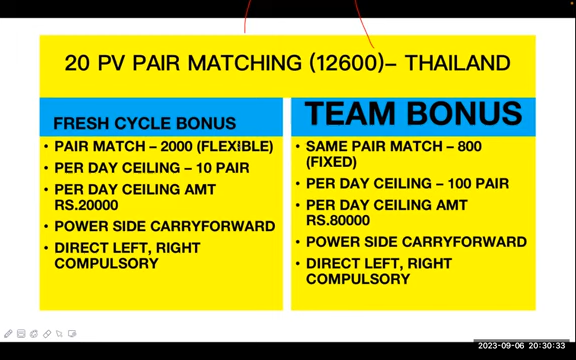 20 PV PAIR MATCHING (12600)– THAILAND
FRESH CYCLE BONUS
• PAIR MATCH – 2000 (FLEXIBLE)
• PER DAY CEILING – 10 PAIR
• PER DAY CEILING AMT
RS.20000
• POWER SIDE CARRYFORWARD
• DIRECT LEFT, RIGHT
COMPULSORY
TEAM BONUS
• SAME PAIR MATCH – 800
(FIXED)
• PER DAY CEILING – 100 PAIR
• PER DAY CEILING AMT
RS.80000
• POWER SIDE CARRYFORWARD
• DIRECT LEFT, RIGHT
COMPULSORY
2023-09-06 20:30:33